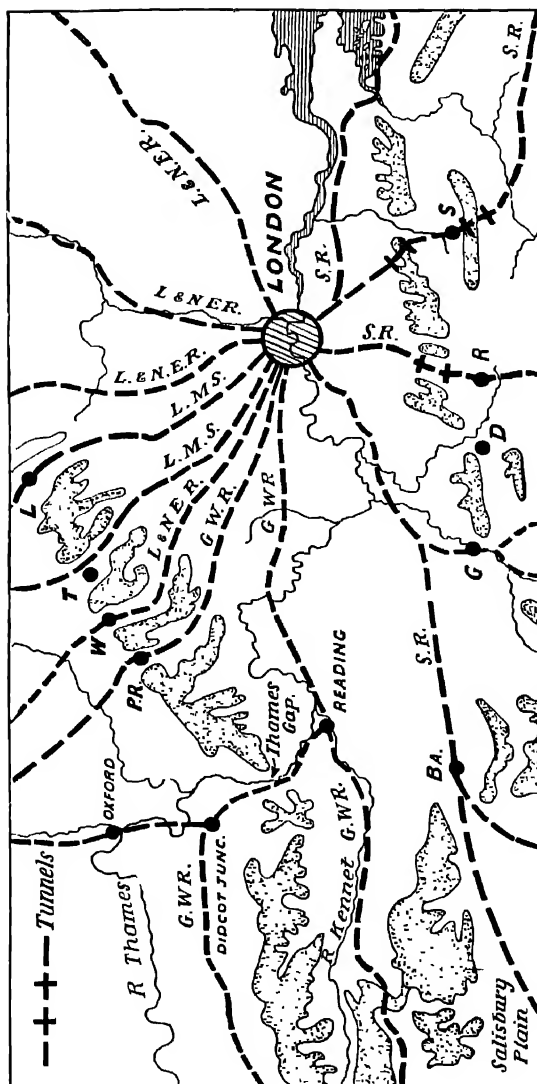 Tunnels
R Thames
OXFORD
G.W.R.
DIDCOT JUNC.
P.R.
W
T
L
L.M.S.
L.M.S.
L & N.E.R.
G.W.R.
L. & N.E.R.
L & N.E.R.
L. & N.E.R.
G W R
LONDON
Thames
Gap.
READING
R Kennet
G.W.R.
Salisbury
Plain
BA.
S.R.
G
D
R
S.R.
S
S.R.
S.R.